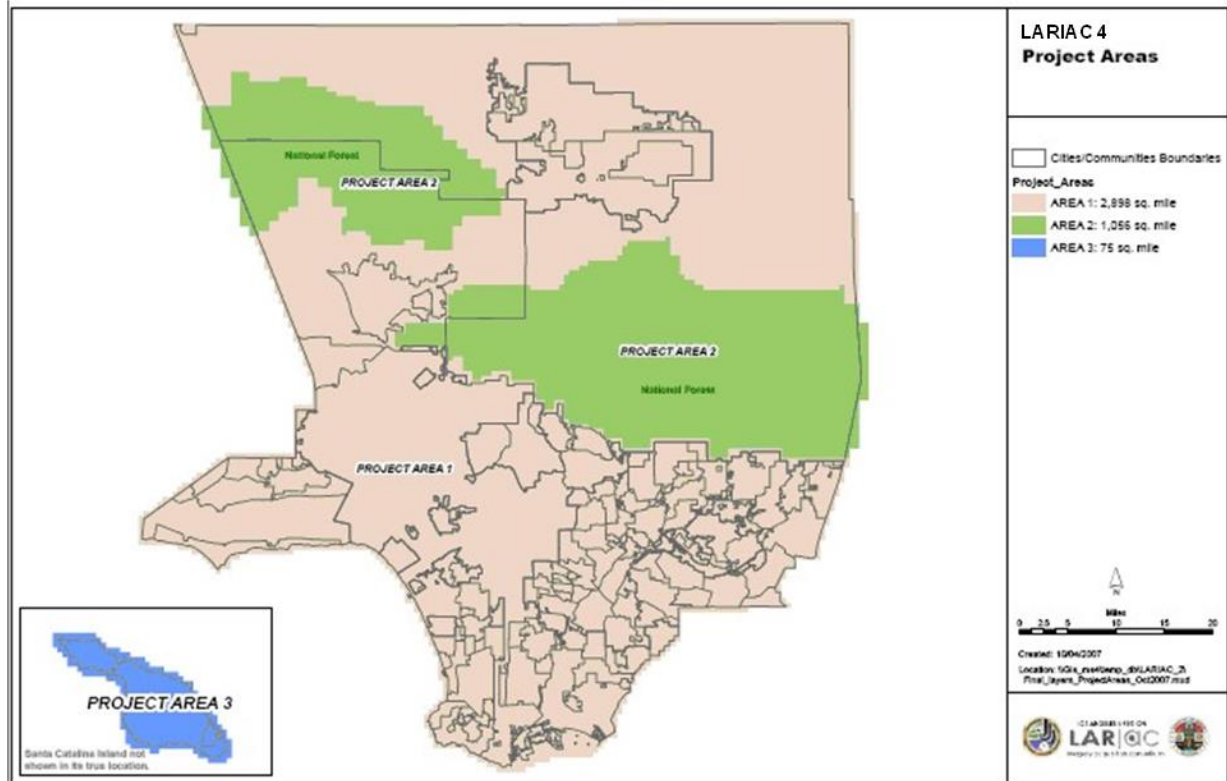 LARIAC 4
Project Areas
Cities/Communities Boundaries
Project_Areas
AREA 1: 2,898 sq. mile
AREA 2: 1,056 sq. mile
AREA 3: 75 sq. mile
National Forest
PROJECT AREA 2
PROJECT AREA 2
National Forest
PROJECT AREA 1
PROJECT AREA 3
Santa Catalina Island not
shown in its true location.
N
Miles
0 2.5 5 10 15 20
Created: 10/04/2007
Location:
Final_layers_ProjectAreas_Oct2007.mxd
LARIAC